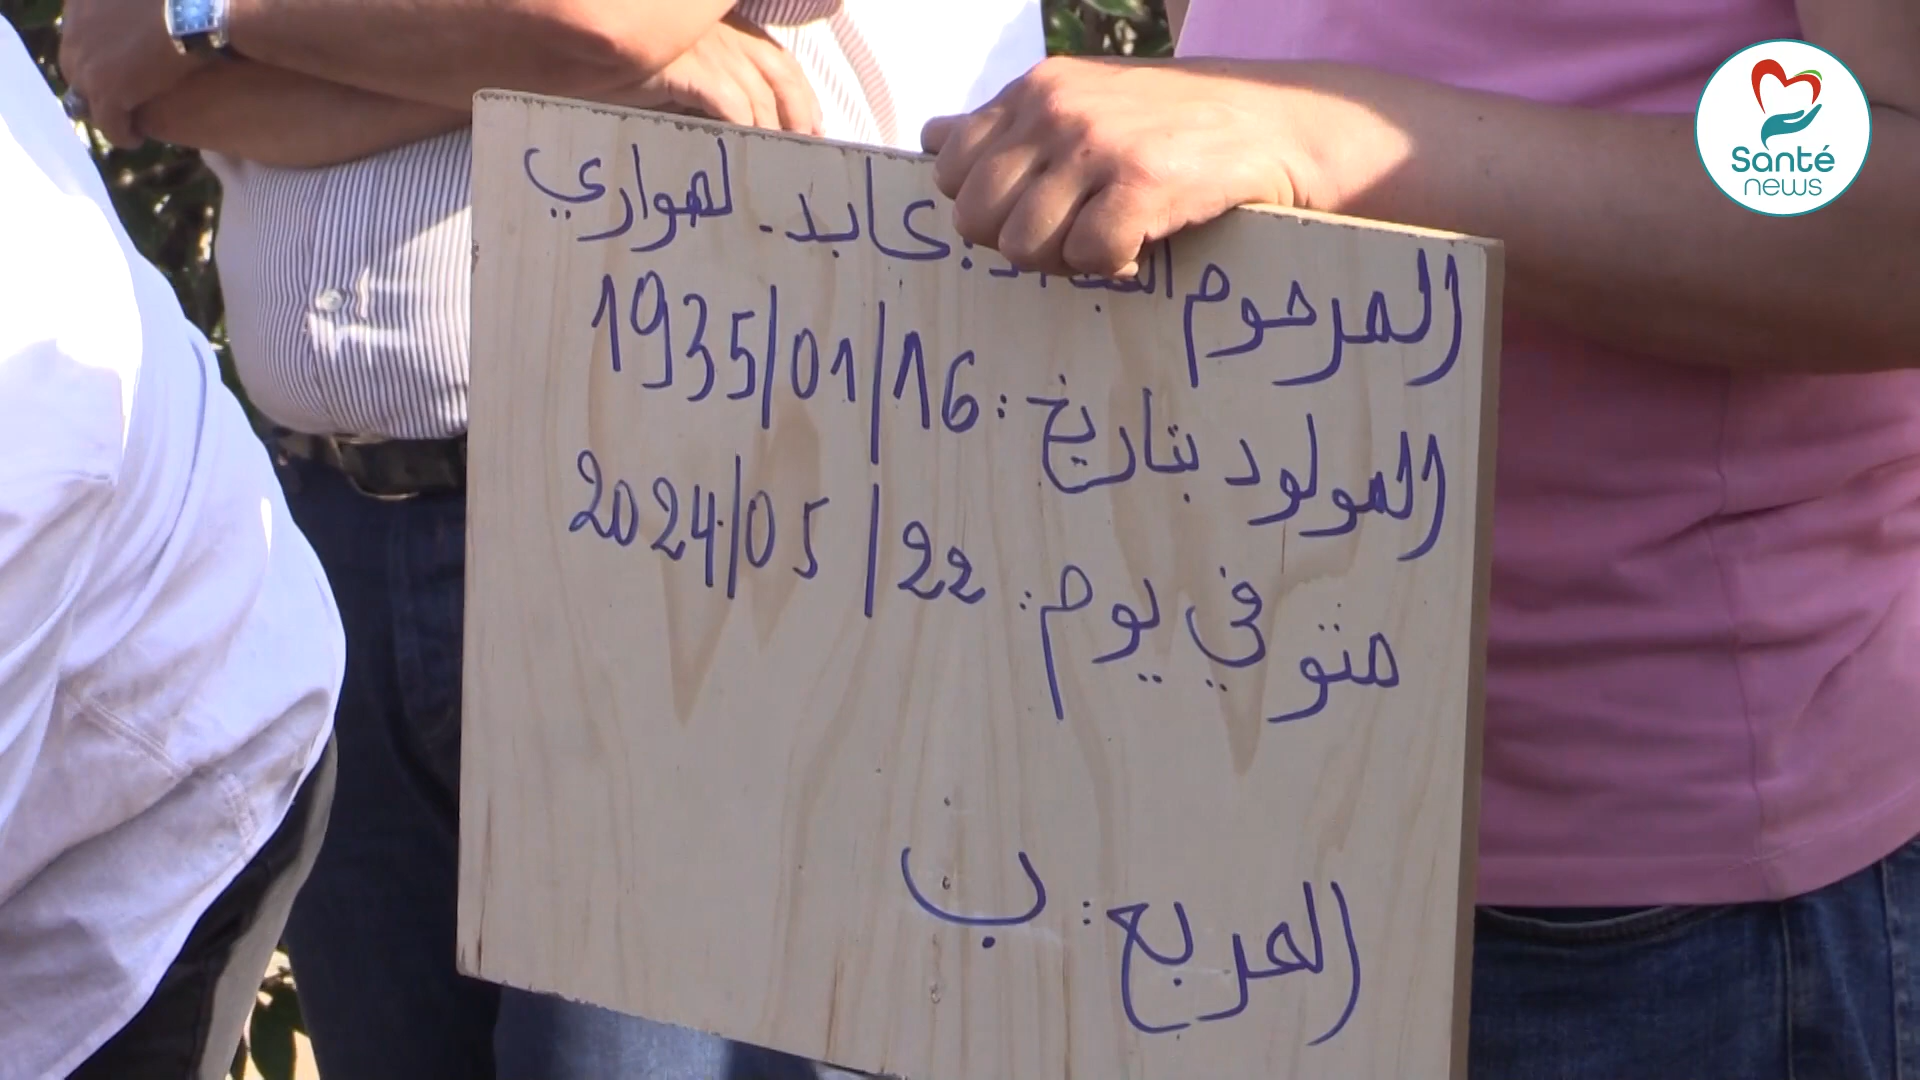 المرحوم : عابد. لهواري
المولود بتاريخ : 16/01/1935
متوفي يوم : 22/05/2024
المربع : ب
Santé
news